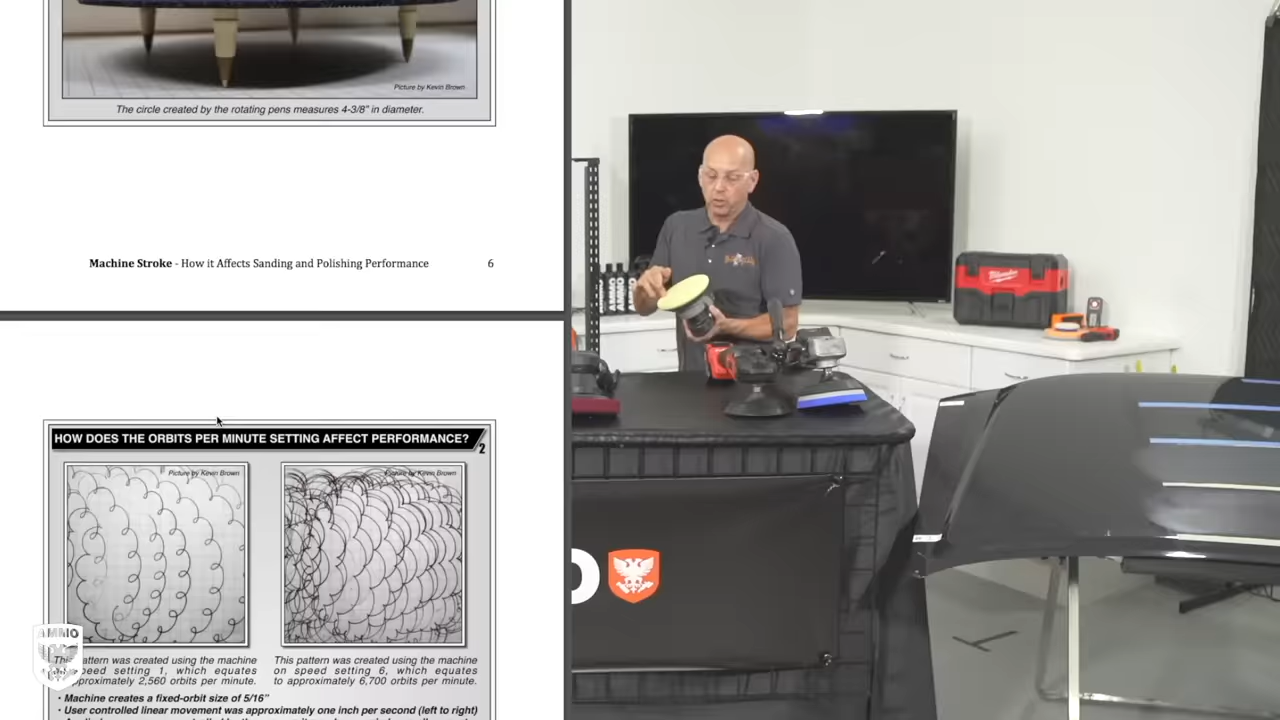 Picture by Kevin Brown
The circle created by the rotating pens measures 4-3/8" in diameter.
Machine Stroke - How it Affects Sanding and Polishing Performance 6
HOW DOES THE ORBITS PER MINUTE SETTING AFFECT PERFORMANCE?
2
Picture by Kevin Brown
Picture by Kevin Brown
This pattern was created using the machine
on speed setting 1, which equates
approximately 2,560 orbits per minute.
This pattern was created using the machine
on speed setting 6, which equates
to approximately 6,700 orbits per minute.
• Machine creates a fixed-orbit size of 5/16"
• User controlled linear movement was approximately one inch per second (left to right)
AMMO
AMMO
Milwaukee
O